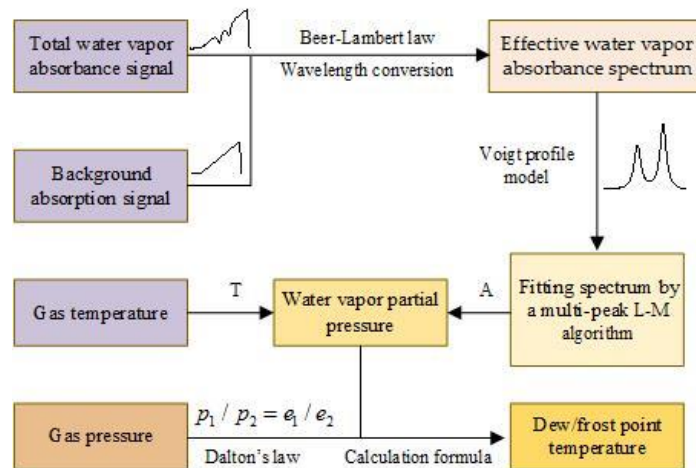 Total water vapor
absorbance signal
Beer-Lambert law
Wavelength conversion
Effective water vapor
absorbance spectrum
Background
absorption signal
Voigt profile
model
Gas temperature
T
Water vapor partial
pressure
A
Fitting spectrum by
a multi-peak L-M
algorithm
Gas pressure
p₁ / p₂ = e₁ / e₂
Dalton's law
Calculation formula
Dew/frost point
temperature